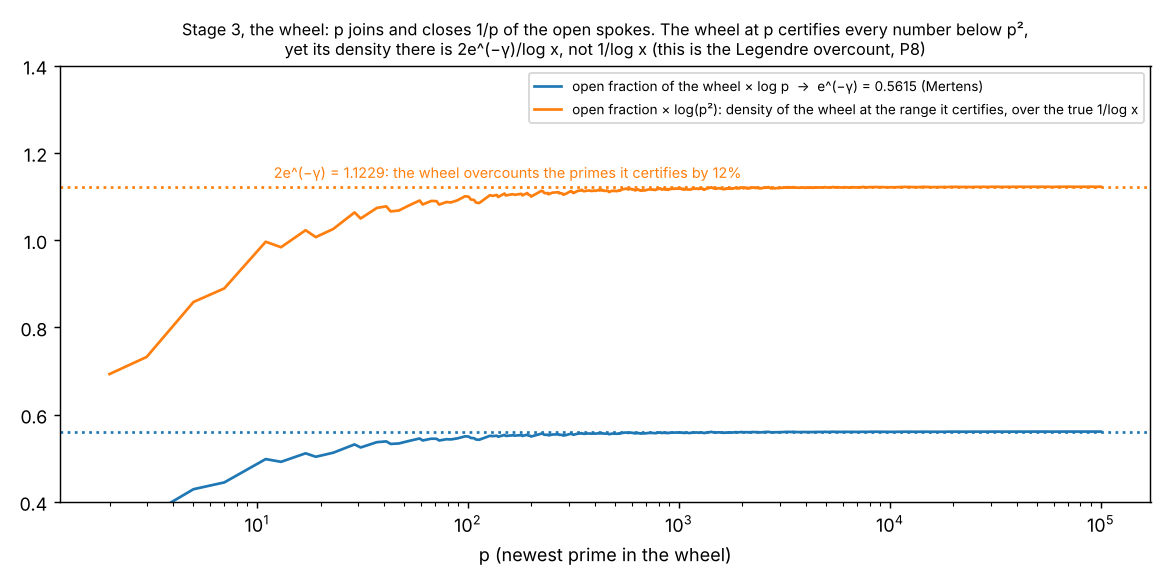 Stage 3, the wheel: p joins and closes 1/p of the open spokes. The wheel at p certifies every number below p²,
yet its density there is 2e^(−γ)/log x, not 1/log x (this is the Legendre overcount, P8)
open fraction of the wheel × log p → e^(−γ) = 0.5615 (Mertens)
open fraction × log(p²): density of the wheel at the range it certifies, over the true 1/log x
2e^(−γ) = 1.1229: the wheel overcounts the primes it certifies by 12%
1.4
1.2
1.0
0.8
0.6
0.4
10¹ 10² 10³ 10⁴ 10⁵
p (newest prime in the wheel)